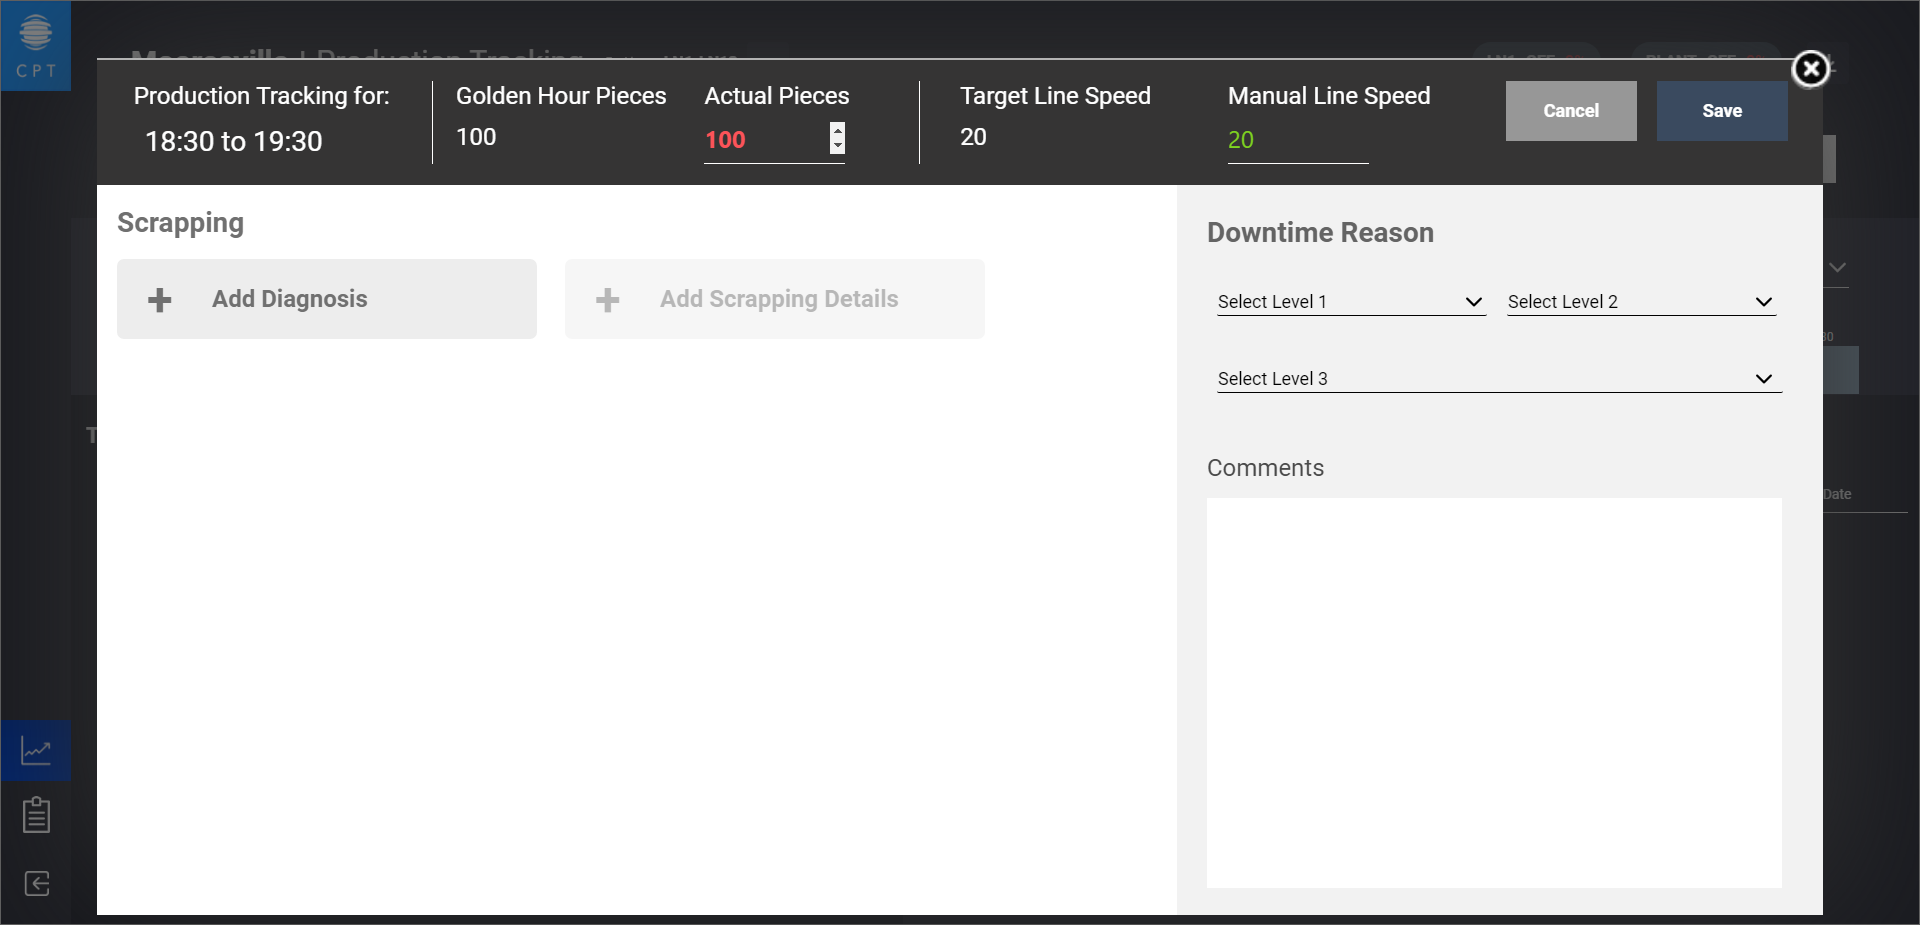 CPT
Production Tracking for:
18:30 to 19:30
Golden Hour Pieces
100
Actual Pieces
100
Target Line Speed
20
Manual Line Speed
20
Cancel
Save
Scrapping
Add Diagnosis
Add Scrapping Details
Downtime Reason
Select Level 1
Select Level 2
Select Level 3
Comments
30
Date